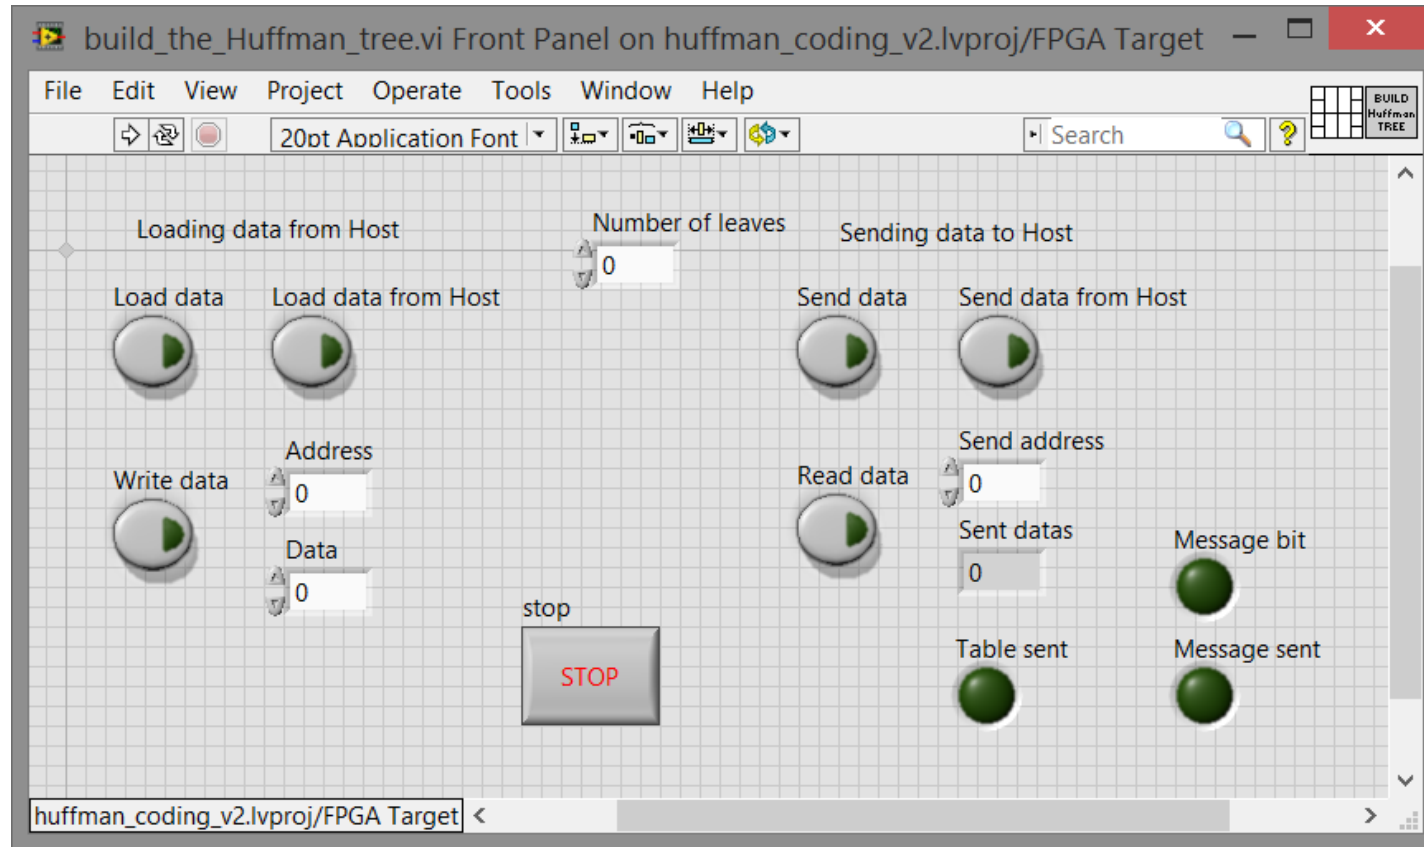 build_the_Huffman_tree.vi Front Panel on huffman_coding_v2.lvproj/FPGA Target
File Edit View Project Operate Tools Window Help
20pt Application Font
Search
BUILD
Huffman
TREE
Loading data from Host
Number of leaves
0
Sending data to Host
Load data
Load data from Host
Send data
Send data from Host
Write data
Address
0
Data
0
Read data
Send address
0
Sent datas
0
Message bit
stop
STOP
Table sent
Message sent
huffman_coding_v2.lvproj/FPGA Target